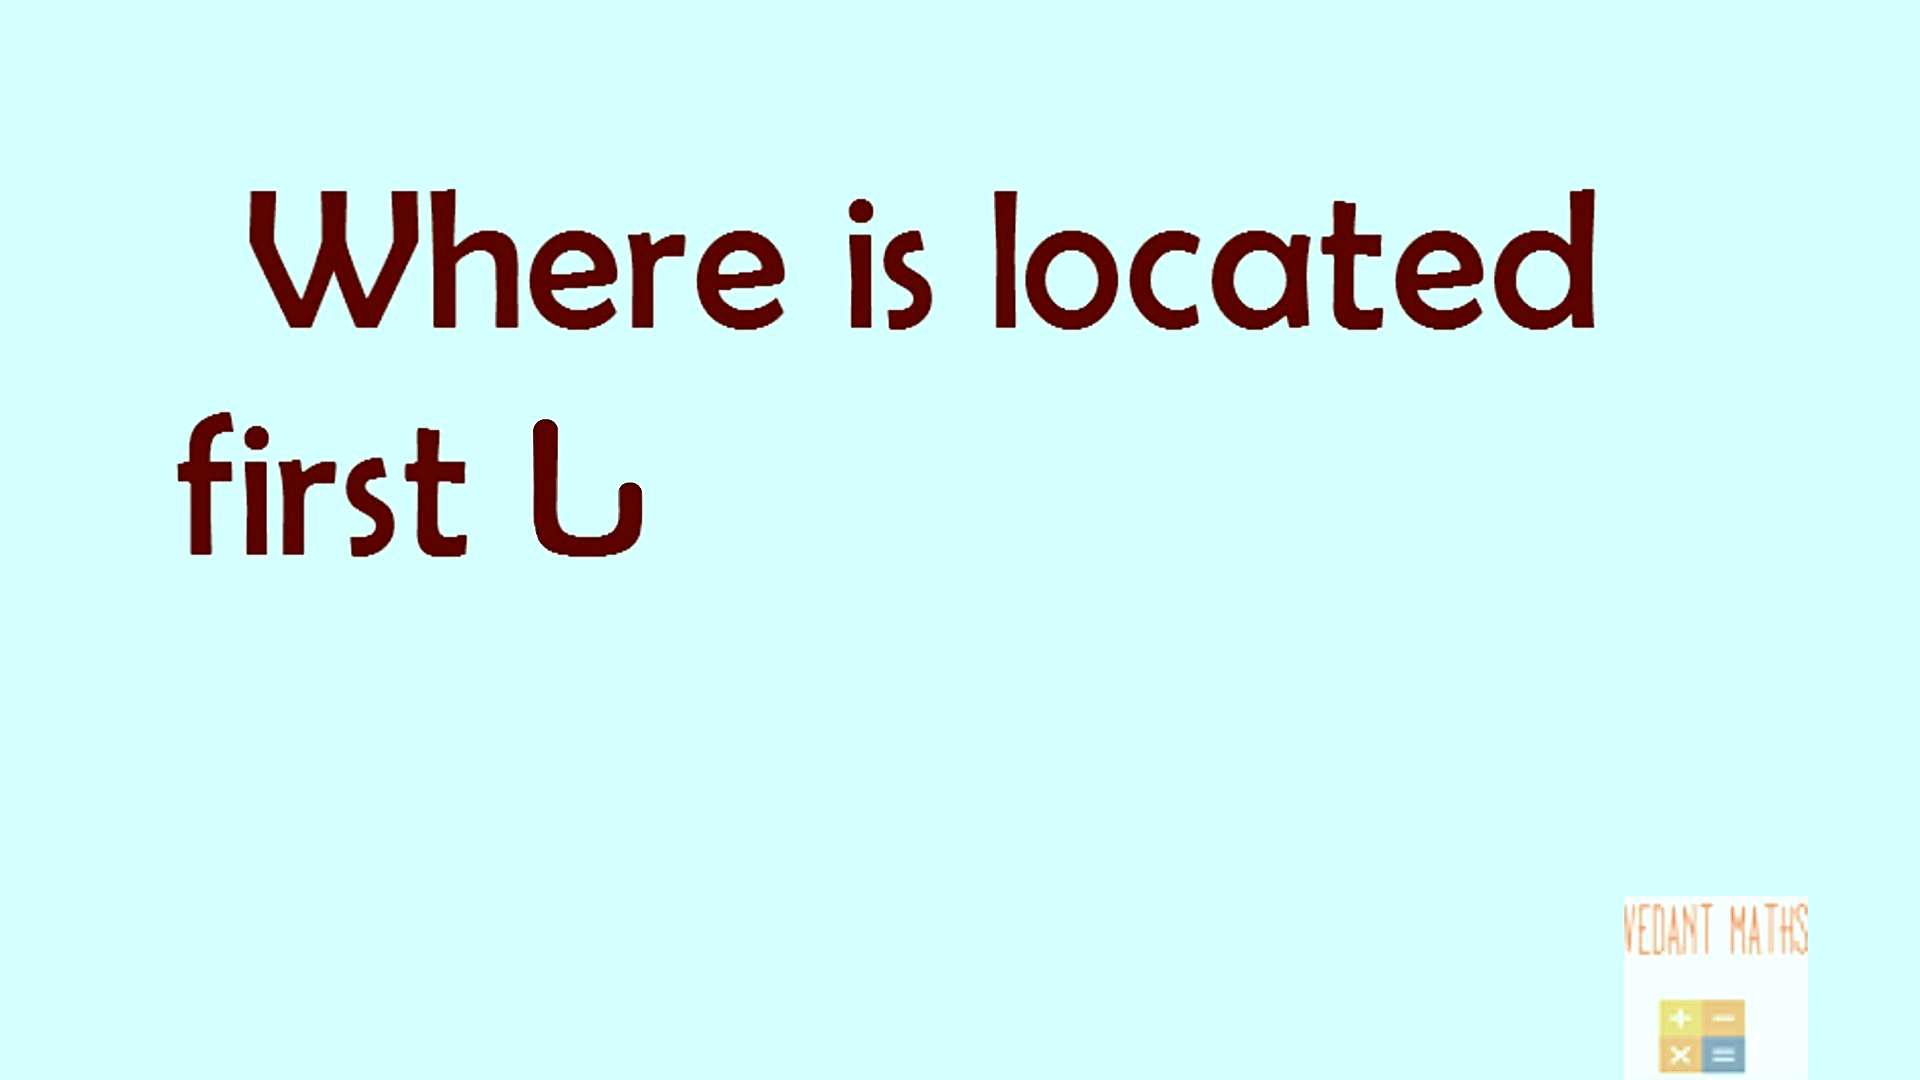 Where is located
first
VEDANT MATHS
+ −
× =